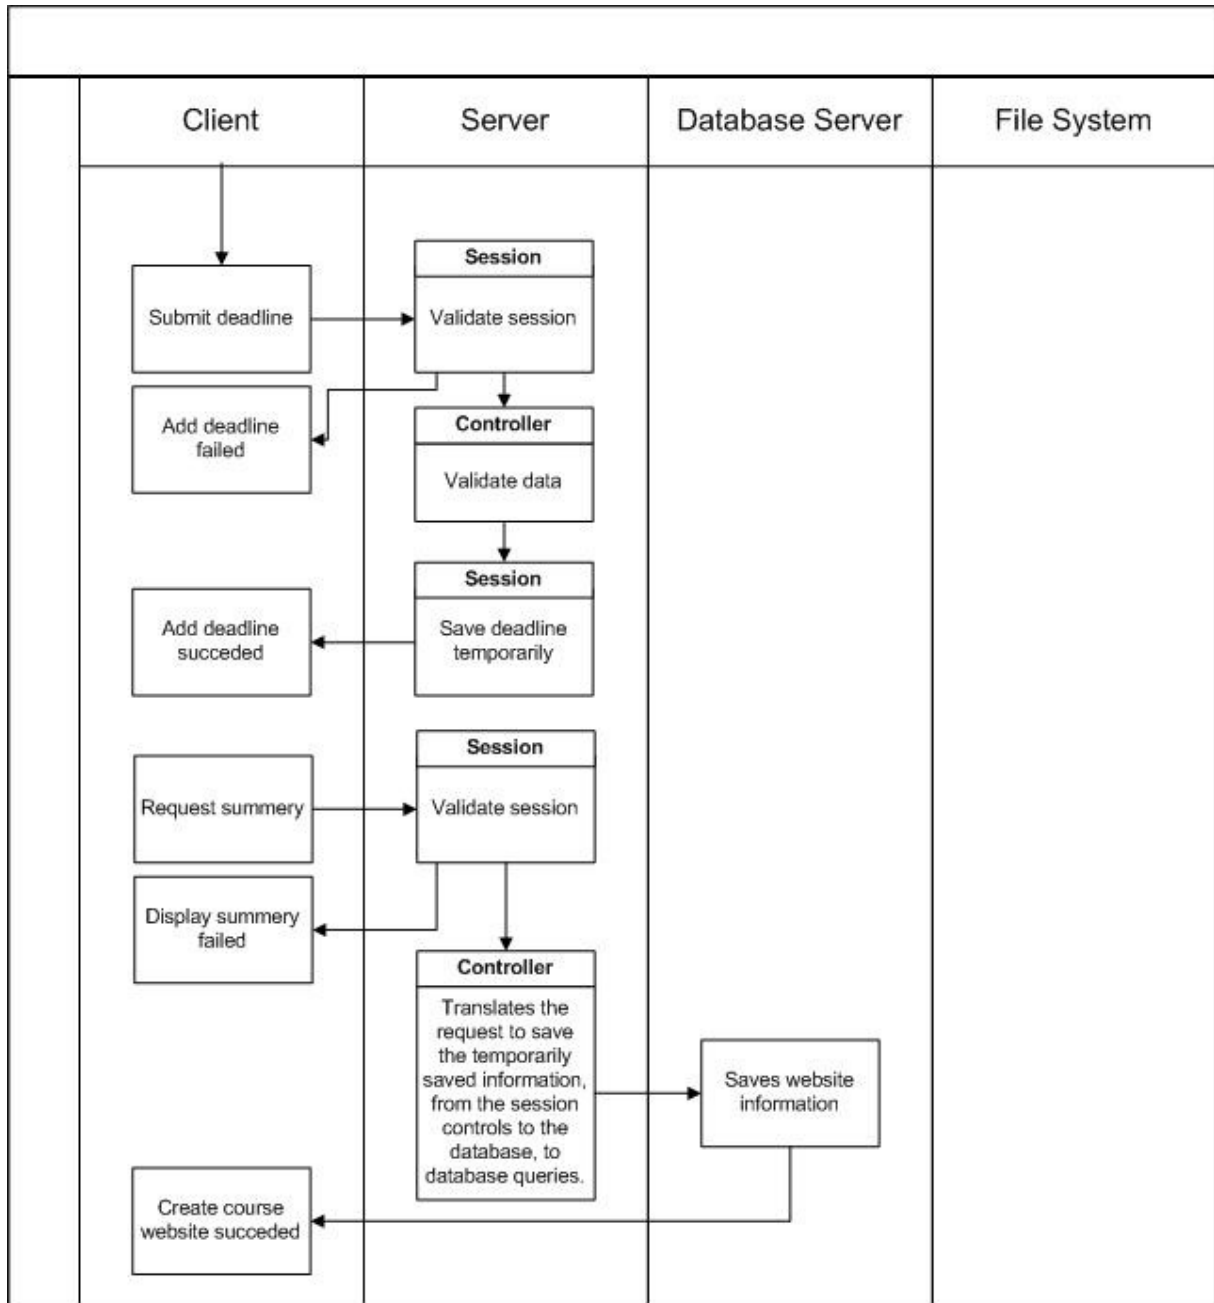 Client
Server
Database Server
File System
Session
Submit deadline
Validate session
Add deadline
failed
Controller
Validate data
Session
Add deadline
succeded
Save deadline
temporarily
Session
Request summery
Validate session
Display summery
failed
Controller
Translates the
request to save
the temporarily
saved information,
from the session
controls to the
database, to
database queries.
Saves website
information
Create course
website succeded